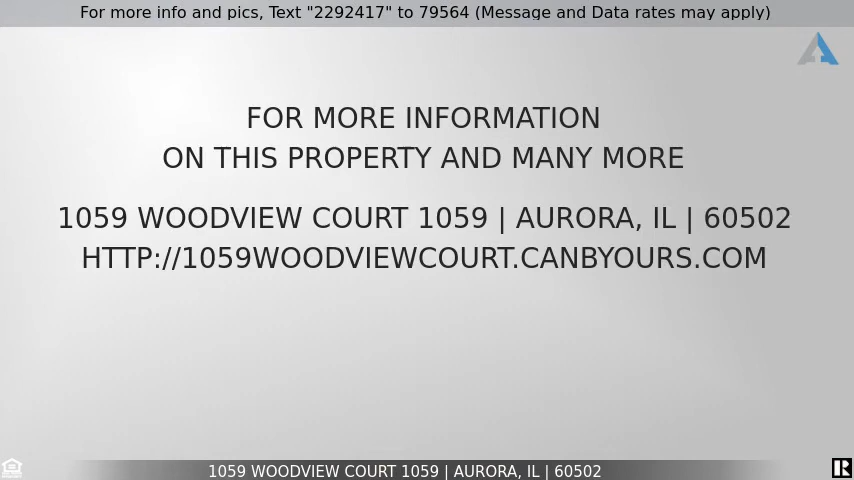 For more info and pics, Text "2292417" to 79564 (Message and Data rates may apply)
FOR MORE INFORMATION
ON THIS PROPERTY AND MANY MORE
1059 WOODVIEW COURT 1059 | AURORA, IL | 60502
HTTP://1059WOODVIEWCOURT.CANBYOURS.COM
1059 WOODVIEW COURT 1059 | AURORA, IL | 60502